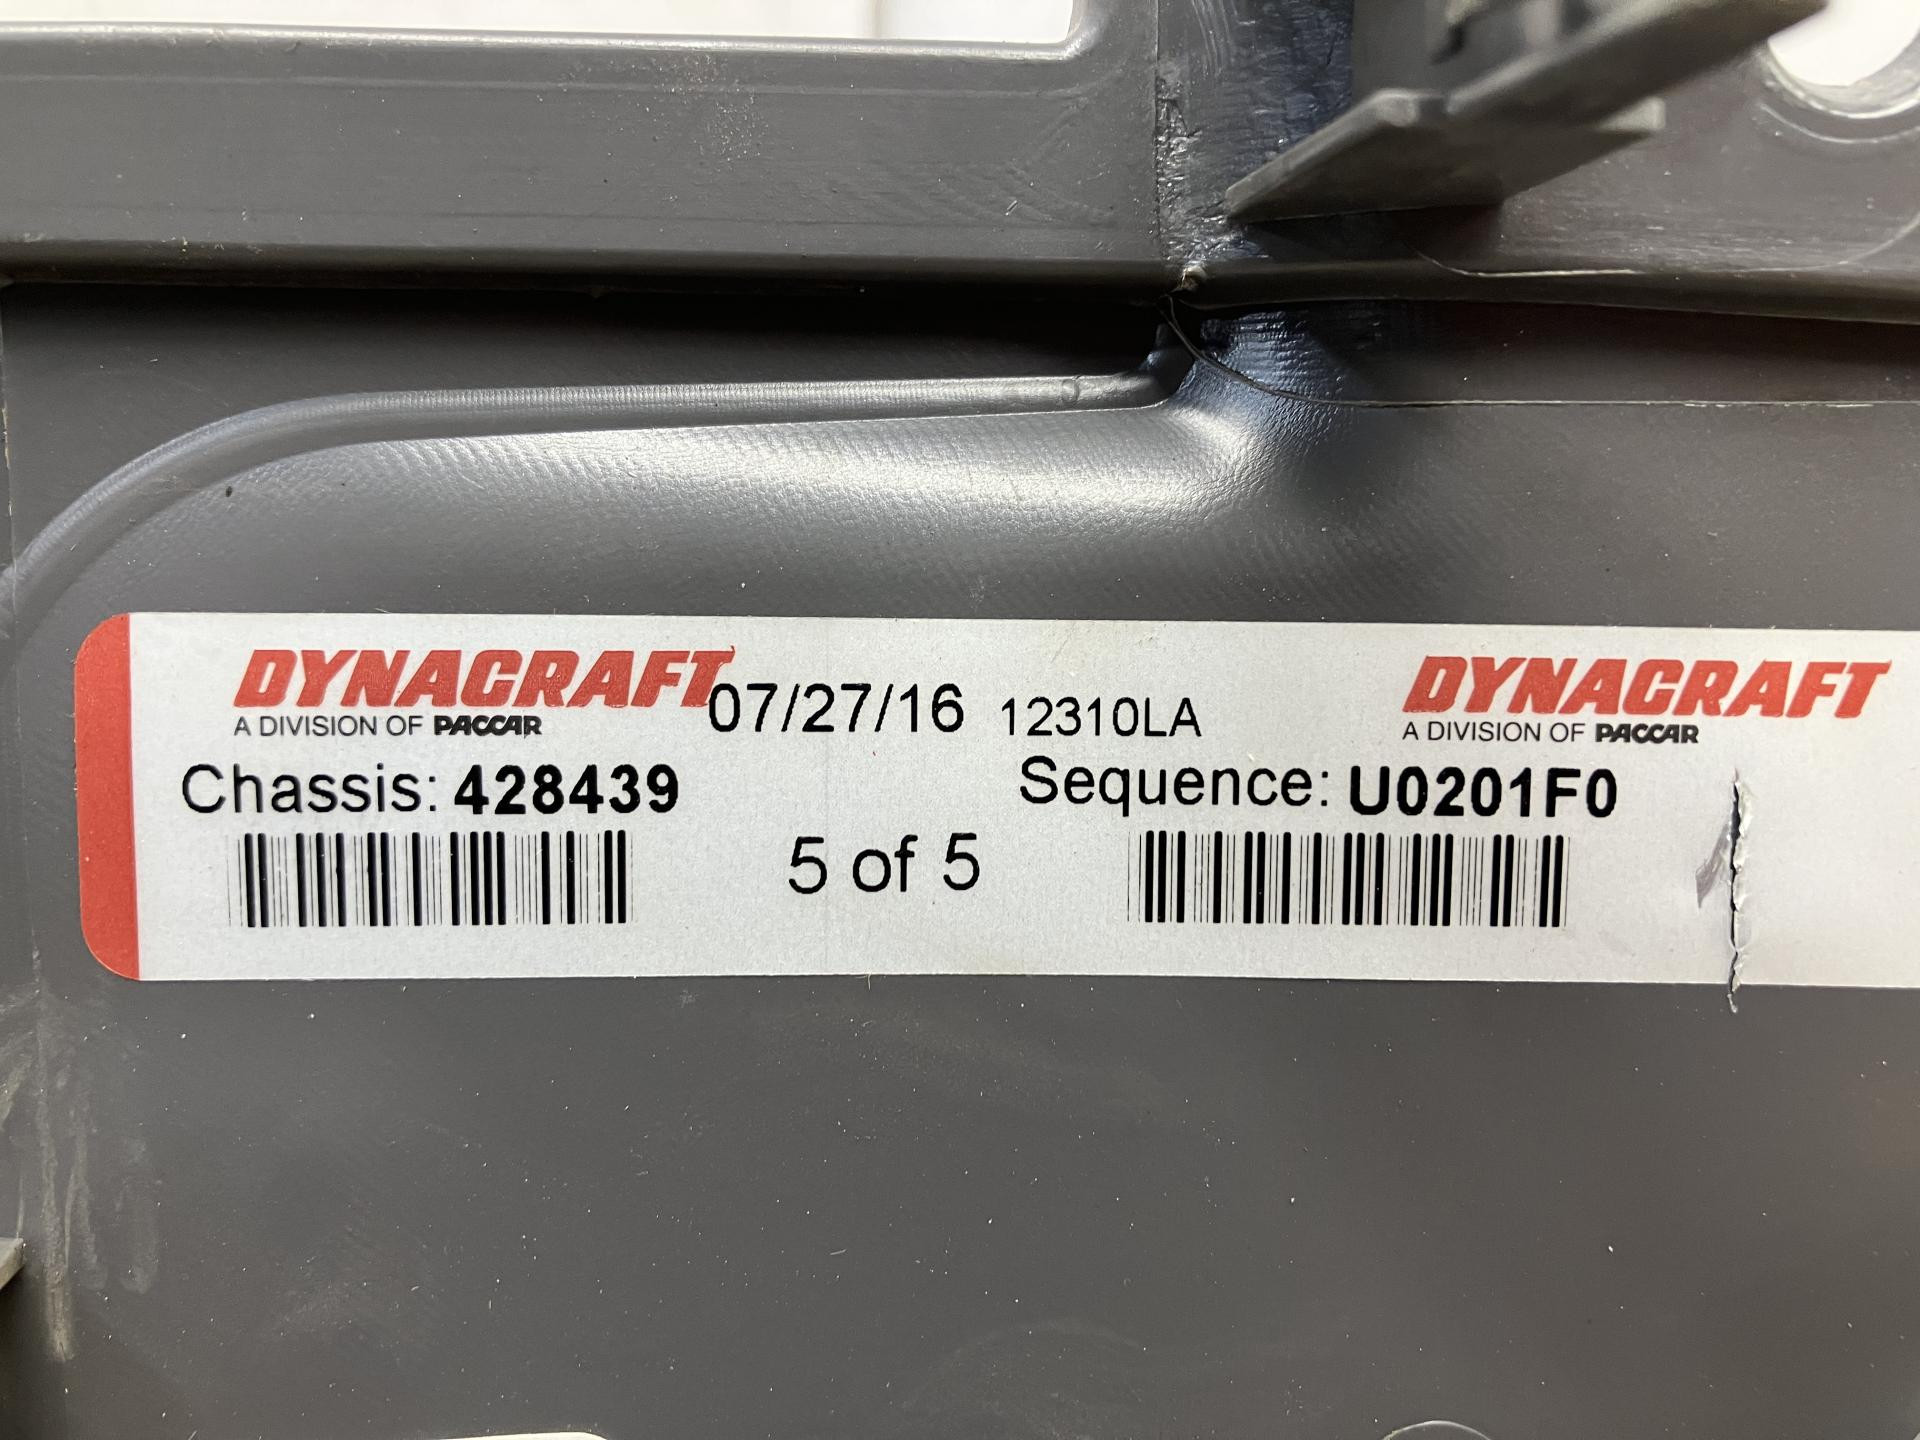 DYNACRAFT
A DIVISION OF PACCAR
07/27/16 12310LA
DYNACRAFT
A DIVISION OF PACCAR
Chassis: 428439
Sequence: U0201F0
5 of 5